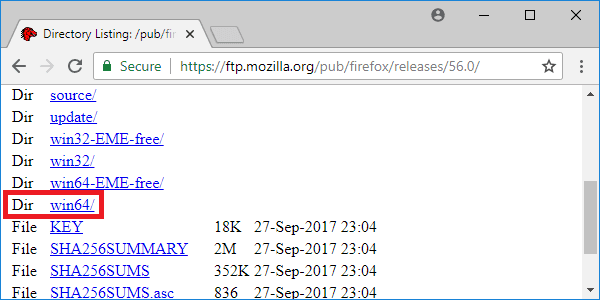 Directory Listing: /pub/fir
Secure https://ftp.mozilla.org/pub/firefox/releases/56.0/
Dir source/
Dir update/
Dir win32-EME-free/
Dir win32/
Dir win64-EME-free/
Dir win64/
File KEY 18K 27-Sep-2017 23:04
File SHA256SUMMARY 2M 27-Sep-2017 23:04
File SHA256SUMS 352K 27-Sep-2017 23:04
File SHA256SUMS.asc 836 27-Sep-2017 23:04